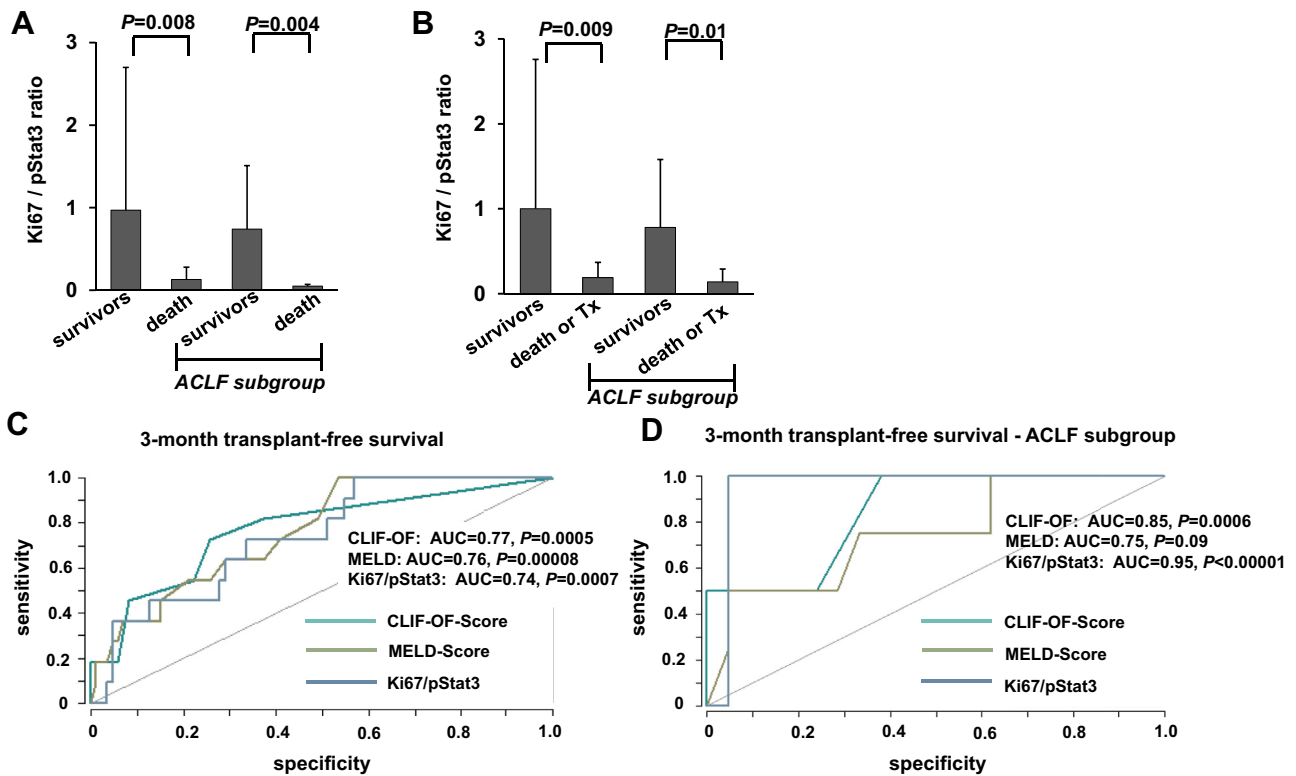 A
P=0.008
P=0.004
3
2
1
0
Ki67 / pStat3 ratio
survivors
death
survivors
death
ACLF subgroup
B
P=0.009
P=0.01
3
2
1
0
Ki67 / pStat3 ratio
survivors
death or Tx
survivors
death or Tx
ACLF subgroup
C
3-month transplant-free survival
1.0
0.8
0.6
0.4
0.2
0
sensitivity
CLIF-OF: AUC=0.77, P=0.0005
MELD: AUC=0.76, P=0.00008
Ki67/pStat3: AUC=0.74, P=0.0007
CLIF-OF-Score
MELD-Score
Ki67/pStat3
0 0.2 0.4 0.6 0.8 1.0
specificity
D
3-month transplant-free survival - ACLF subgroup
1.0
0.8
0.6
0.4
0.2
0
sensitivity
CLIF-OF: AUC=0.85, P=0.0006
MELD: AUC=0.75, P=0.09
Ki67/pStat3: AUC=0.95, P<0.00001
CLIF-OF-Score
MELD-Score
Ki67/pStat3
0 0.2 0.4 0.6 0.8 1.0
specificity